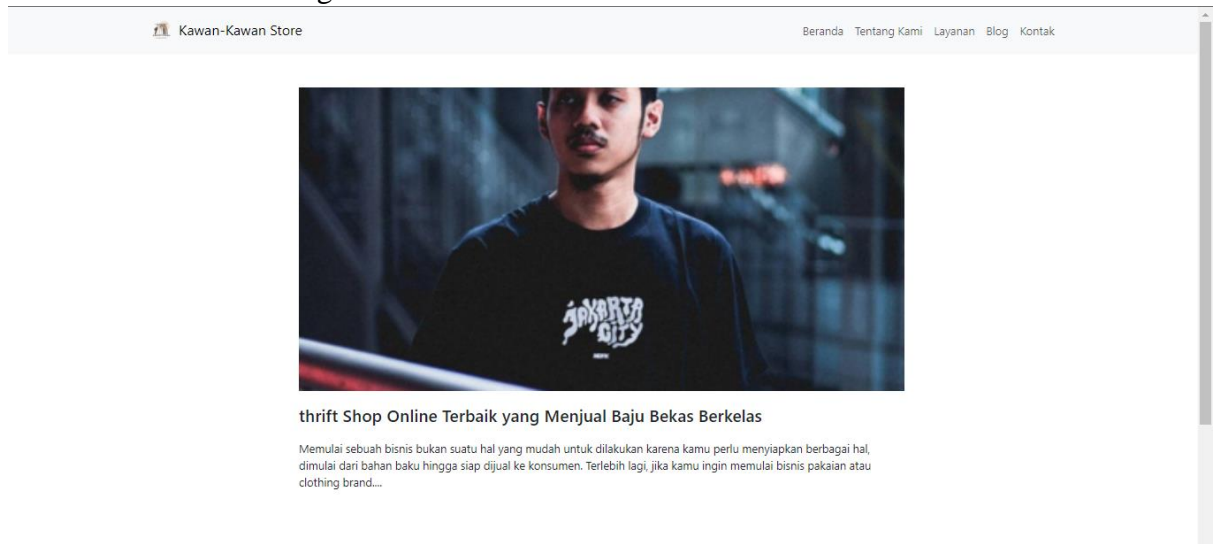 Kawan-Kawan Store
Beranda Tentang Kami Layanan Blog Kontak
JAKARTA
CITY
thrift Shop Online Terbaik yang Menjual Baju Bekas Berkelas
Memulai sebuah bisnis bukan suatu hal yang mudah untuk dilakukan karena kamu perlu menyiapkan berbagai hal,
dimulai dari bahan baku hingga siap dijual ke konsumen. Terlebih lagi, jika kamu ingin memulai bisnis pakaian atau
clothing brand....